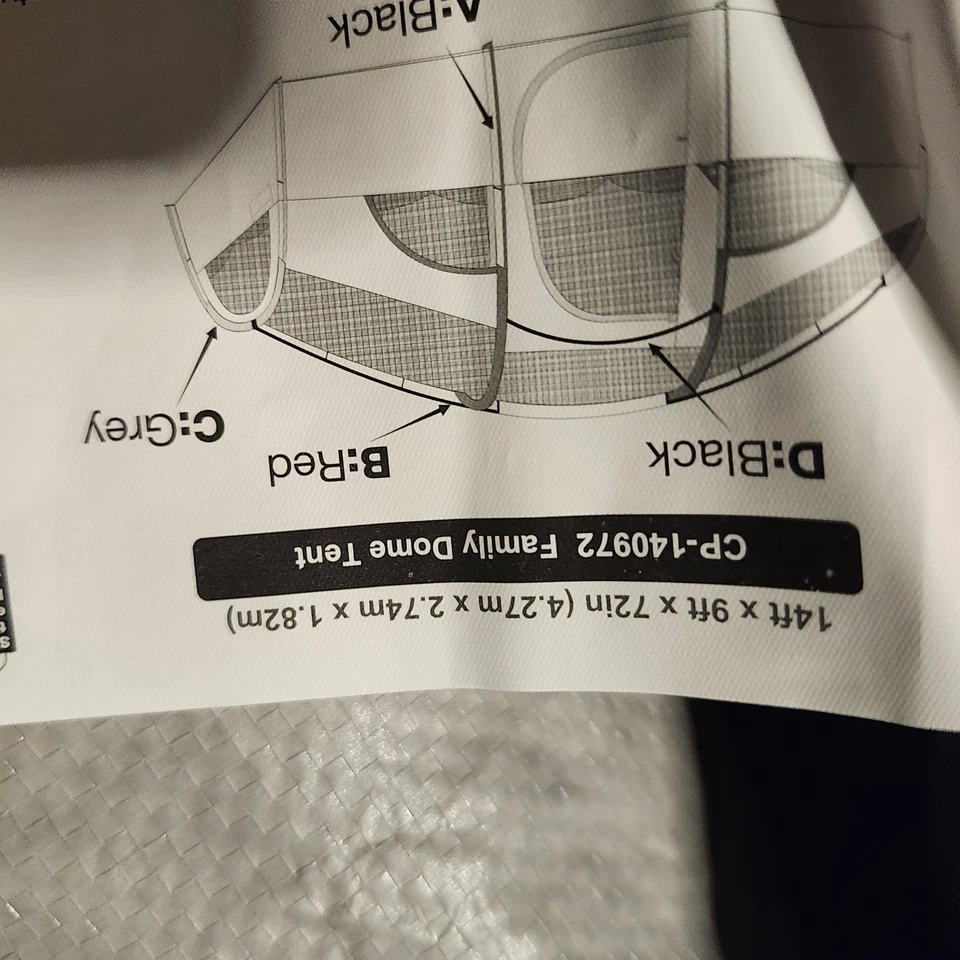 14ft x 9ft x 72in (4.27m x 2.74m x 1.82m)
CP-140972 Family Dome Tent
D:Black
B:Red
C:Grey
A:Black